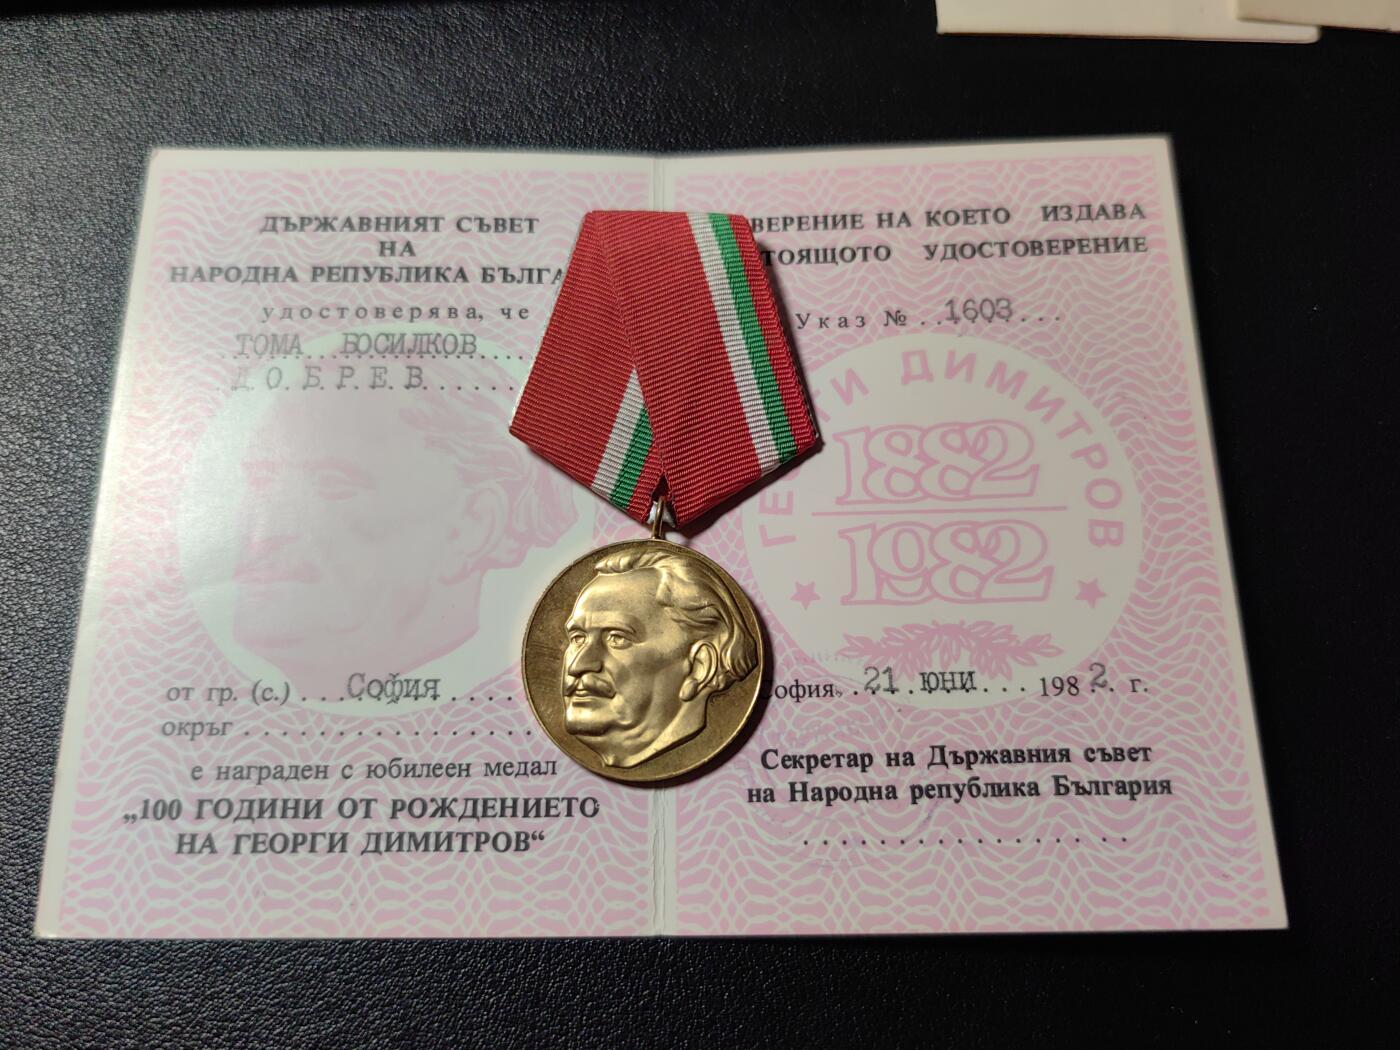 ДЪРЖАВНИЯТ СЪВЕТ
НА
НАРОДНА РЕПУБЛИКА БЪЛГА
удостоверява, че
ТОМА БОСИЛКОВ
Д.О.Б.Р.Е.В.
от гр. (с.) ...София....
окръг ..................
е награден с юбилеен медал
„100 ГОДИНИ ОТ РОЖДЕНИЕТО
НА ГЕОРГИ ДИМИТРОВ“
ВЕРЕНИЕ НА КОЕТО ИЗДАВА
ТОЯЩОТО УДОСТОВЕРЕНИЕ
Указ № ..1603...
ГЕОРГИ ДИМИТРОВ
1882
1982
София, ..21.ЮНИ... 1982. г.
Секретар на Държавния съвет
на Народна република България